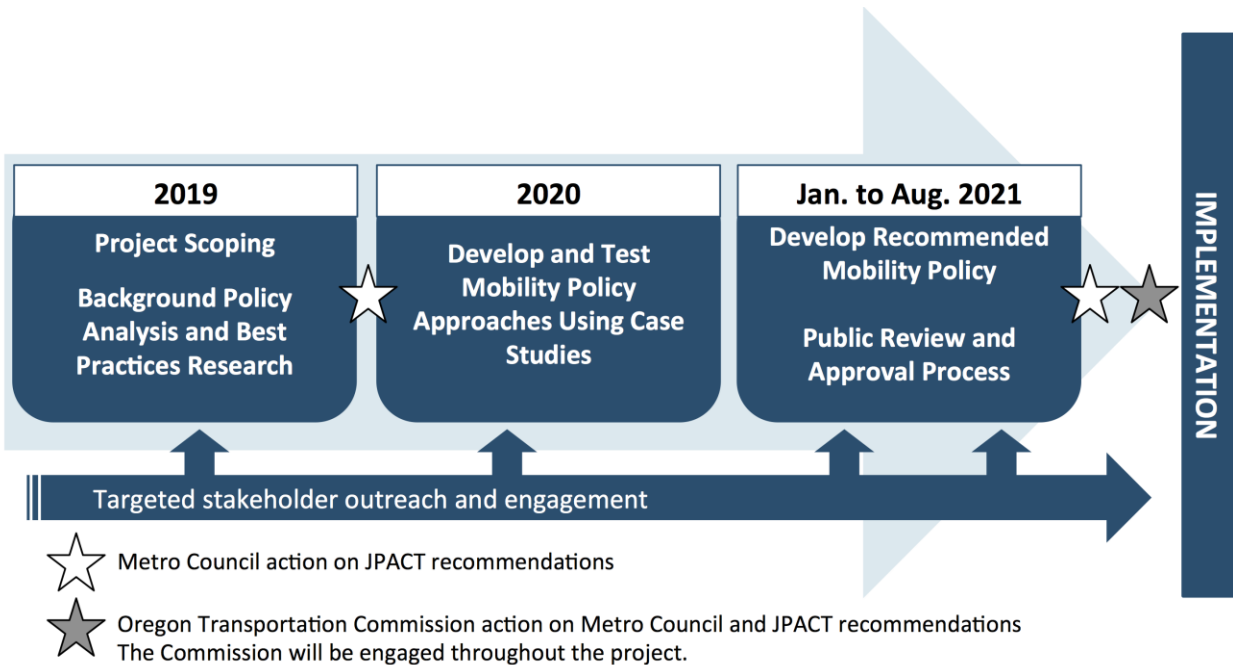 2019
Project Scoping
Background Policy
Analysis and Best
Practices Research
2020
Develop and Test
Mobility Policy
Approaches Using Case
Studies
Jan. to Aug. 2021
Develop Recommended
Mobility Policy
Public Review and
Approval Process
IMPLEMENTATION
Targeted stakeholder outreach and engagement
Metro Council action on JPACT recommendations
Oregon Transportation Commission action on Metro Council and JPACT recommendations
The Commission will be engaged throughout the project.